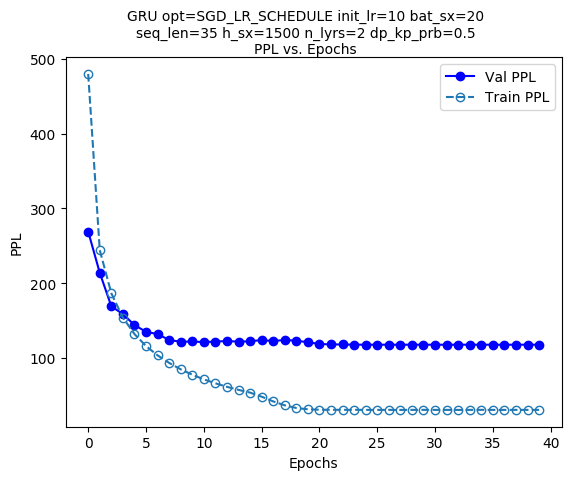 GRU opt=SGD_LR_SCHEDULE init_lr=10 bat_sx=20
seq_len=35 h_sx=1500 n_lyrs=2 dp_kp_prb=0.5
PPL vs. Epochs
500
400
300
200
100
PPL
Val PPL
Train PPL
0 5 10 15 20 25 30 35 40
Epochs